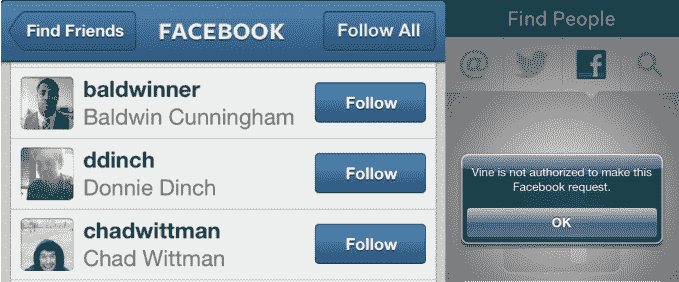 Find Friends
FACEBOOK
Follow All
baldwinner
Baldwin Cunningham
Follow
ddinch
Donnie Dinch
Follow
chadwittman
Chad Wittman
Follow
Find People
@
f
Vine is not authorized to make this
Facebook request.
OK